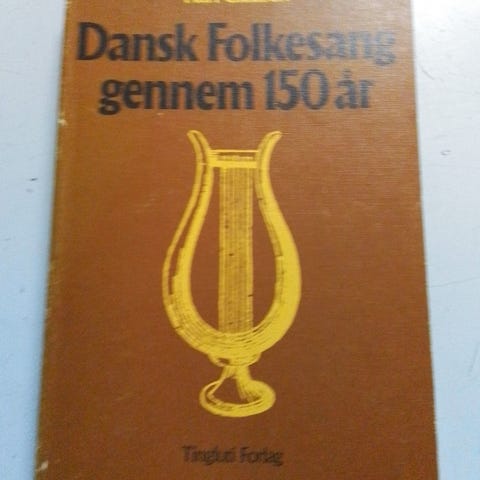 Dansk Folkesang
gennem 150 år
Tingluti Forlag